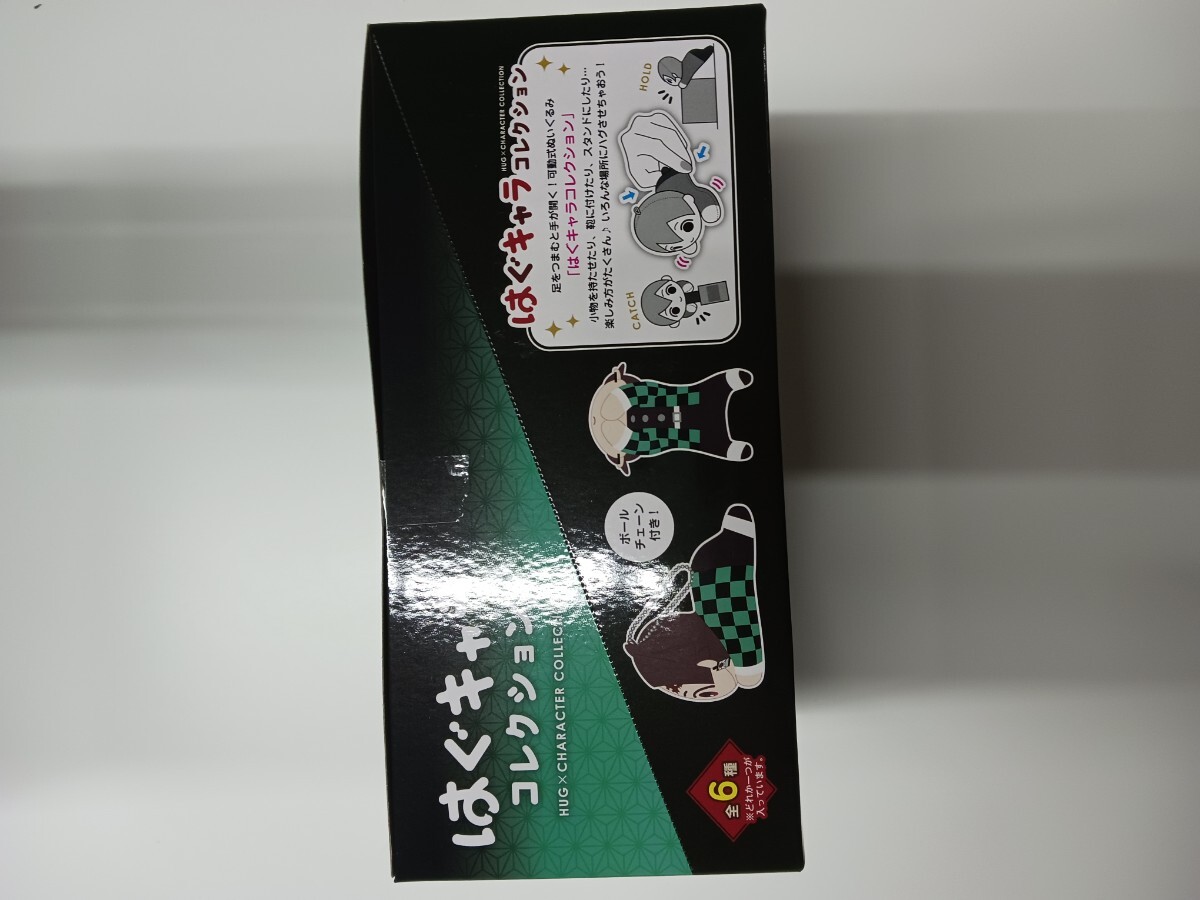 はぐキャ
コレクション
HUG×CHARACTER COLLECT
全6種
※どれか一つが
入っています。
ボール
チェーン
付き！
HUG×CHARACTER COLLECTION
はぐキャラコレクション
足をつまむと手が開く！可動式ぬいぐるみ
「はぐキャラコレクション」
小物を持たせたり、鞄に付けたり、スタンドにしたり…
楽しみ方がたくさん♪いろんな場所にハグさせちゃおう！
CATCH
HOLD